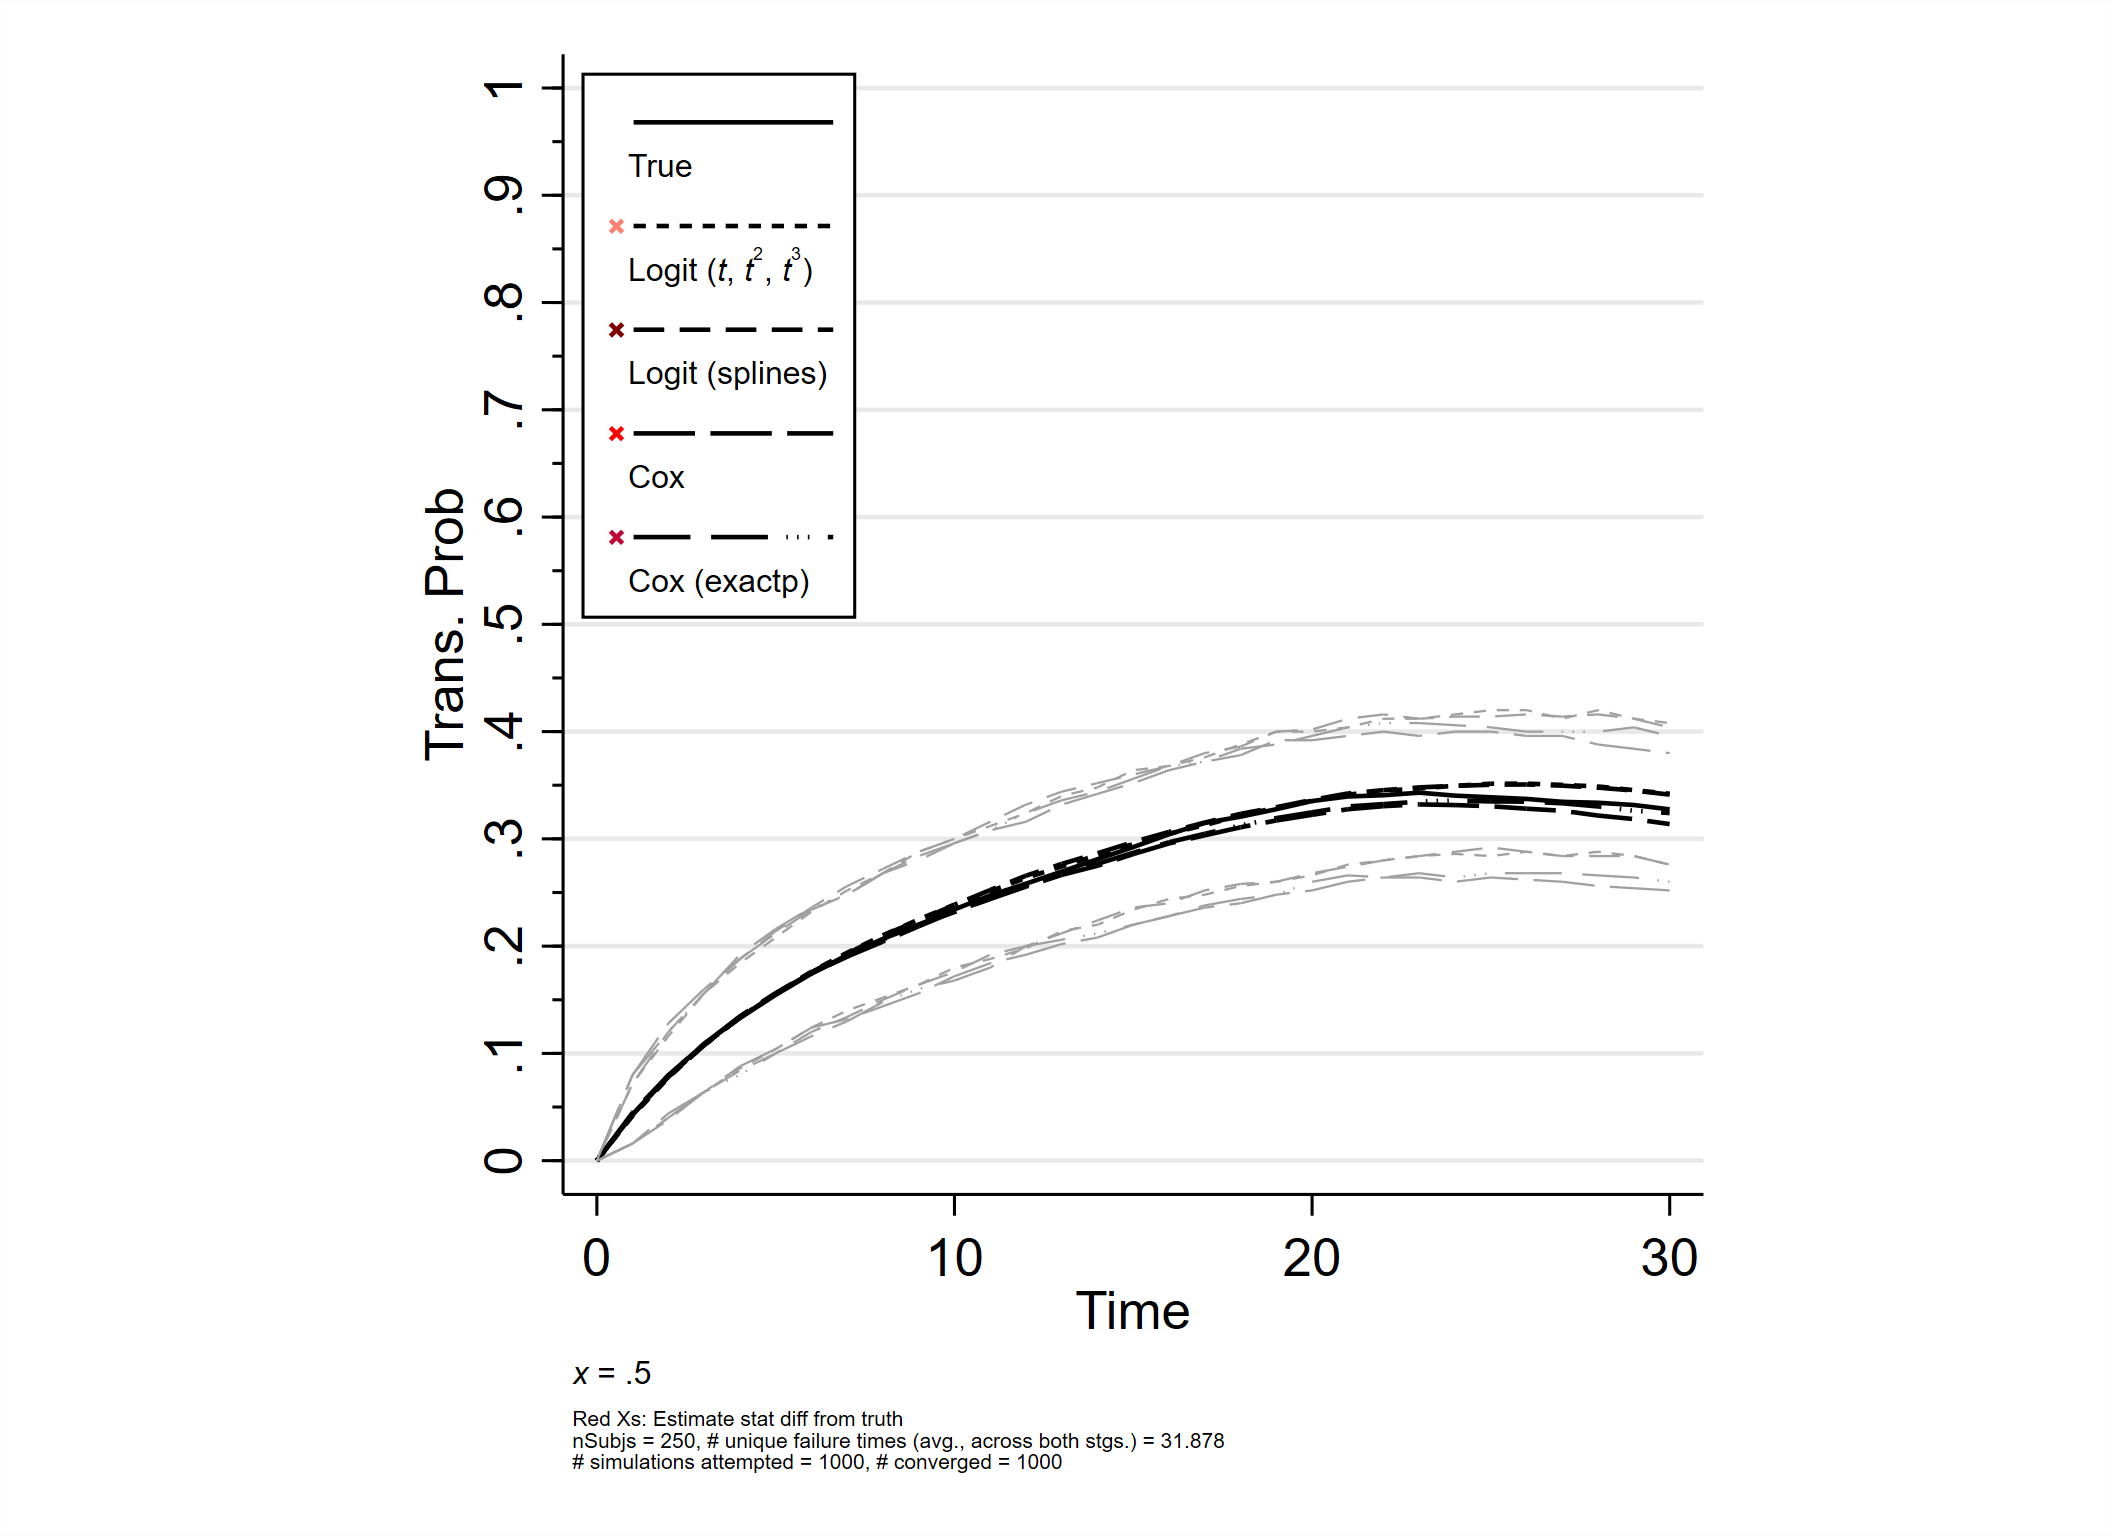 1
.9
.8
.7
.6
.5
.4
.3
.2
.1
0
Trans. Prob
True
Logit (t, t², t³)
Logit (splines)
Cox
Cox (exactp)
0 10 20 30
Time
x = .5
Red Xs: Estimate stat diff from truth
nSubjs = 250, # unique failure times (avg., across both stgs.) = 31.878
# simulations attempted = 1000, # converged = 1000